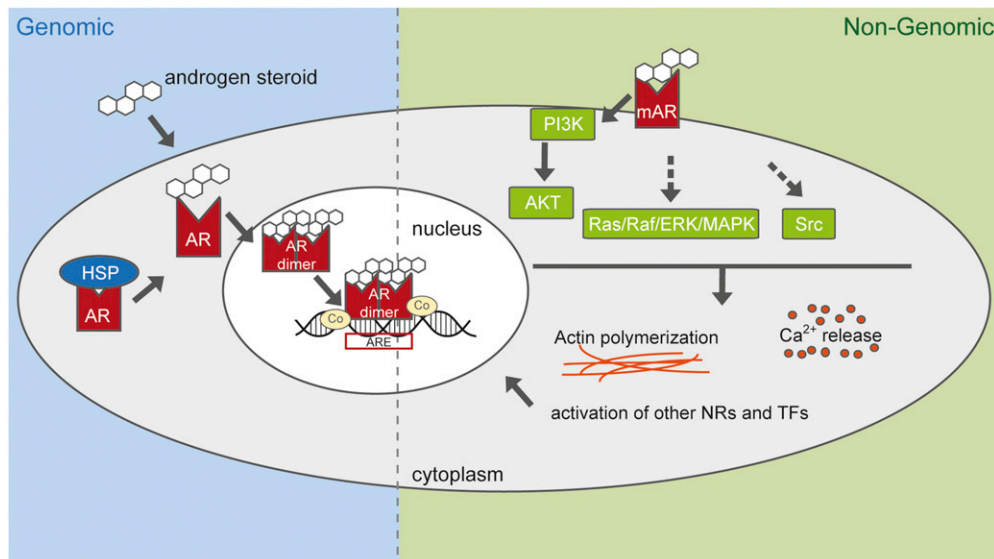 Genomic
Non-Genomic
androgen steroid
mAR
PI3K
AKT
Ras/Raf/ERK/MAPK
Src
AR
HSP
AR
nucleus
AR
dimer
AR
dimer
Co
Co
ARE
Actin polymerization
Ca²⁺ release
activation of other NRs and TFs
cytoplasm